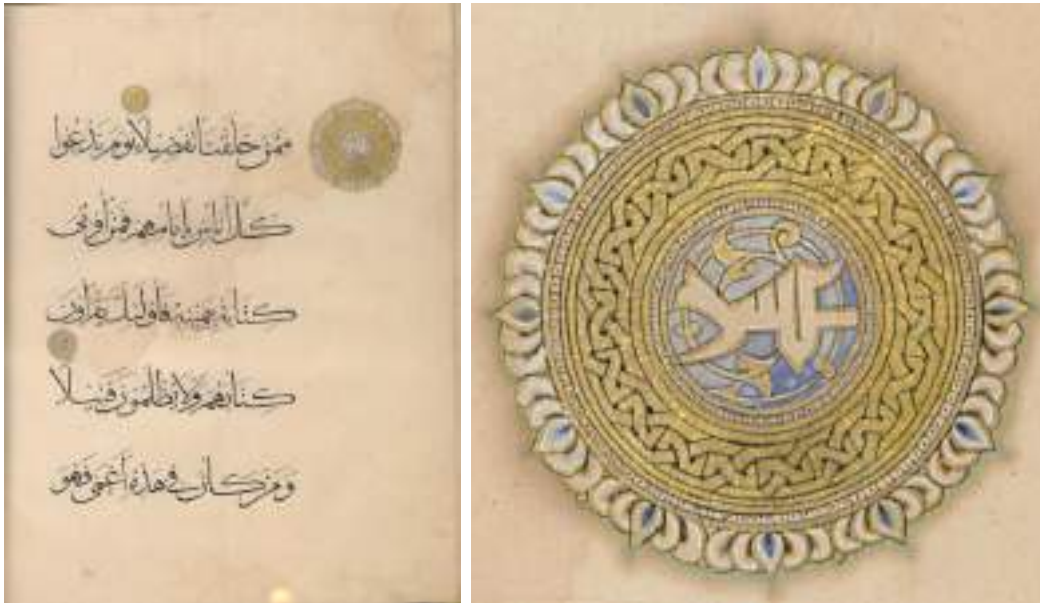 ممن خلقنا تفضيلا يوم ندعوا
كل أناس بإمامهم فمن أوتي
كتابه بيمينه فأولئك يقرؤن
كتابهم ولا يظلمون فتيلا
ومن كان في هذه أعمى فهو